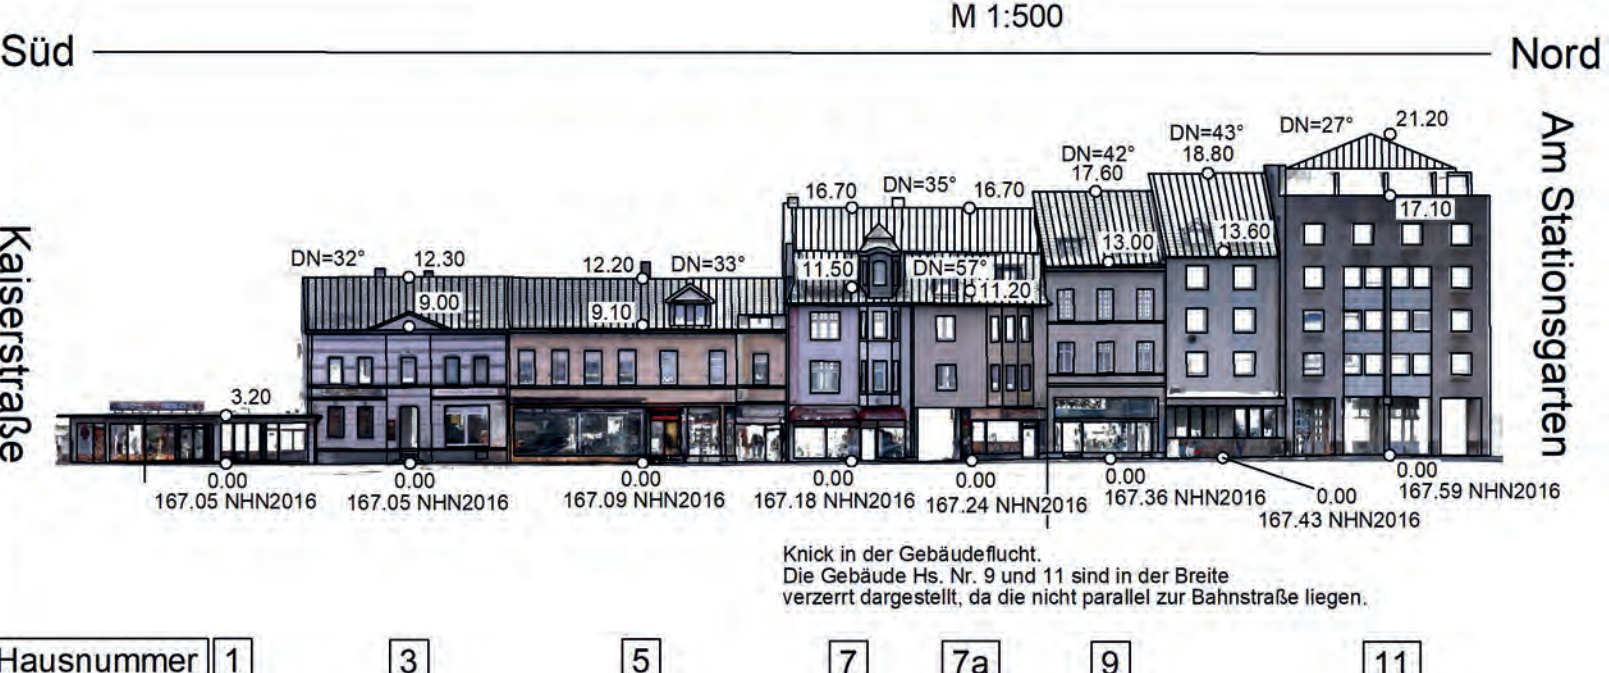 M 1:500
Süd
Nord
Kaiserstraße
Am Stationsgarten
DN=32°
12.30
9.00
3.20
12.20
DN=33°
9.10
16.70
DN=35°
16.70
11.50
DN=57°
11.20
DN=42°
17.60
13.00
DN=43°
18.80
13.60
DN=27°
21.20
17.10
0.00
167.05 NHN2016
0.00
167.05 NHN2016
0.00
167.09 NHN2016
0.00
167.18 NHN2016
0.00
167.24 NHN2016
0.00
167.36 NHN2016
0.00
167.43 NHN2016
0.00
167.59 NHN2016
Knick in der Gebäudeflucht.
Die Gebäude Hs. Nr. 9 und 11 sind in der Breite
verzerrt dargestellt, da die nicht parallel zur Bahnstraße liegen.
Hausnummer 1 3 5 7 7a 9 11